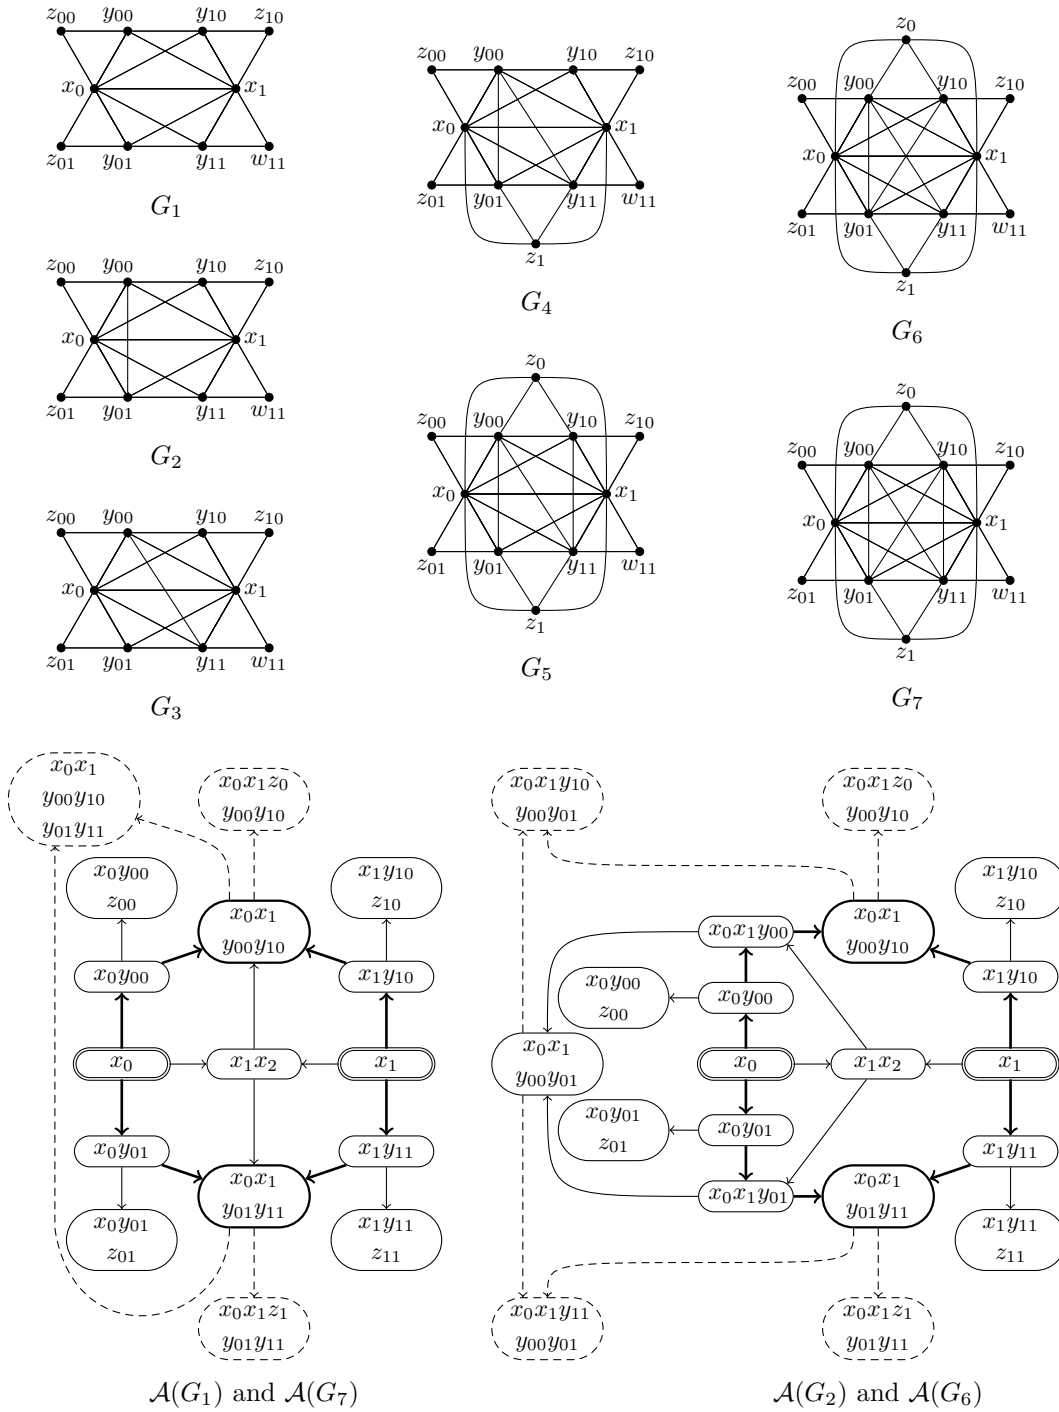 z₀₀ y₀₀ y₁₀ z₁₀
x₀ x₁
z₀₁ y₀₁ y₁₁ w₁₁
G₁
z₀₀ y₀₀ y₁₀ z₁₀
x₀ x₁
z₀₁ y₀₁ y₁₁ w₁₁
G₂
z₀₀ y₀₀ y₁₀ z₁₀
x₀ x₁
z₀₁ y₀₁ y₁₁ w₁₁
G₃
z₀₀ y₀₀ y₁₀ z₁₀
x₀ x₁
z₀₁ y₀₁ y₁₁ w₁₁
z₁
G₄
z₀
z₀₀ y₀₀ y₁₀ z₁₀
x₀ x₁
z₀₁ y₀₁ y₁₁ w₁₁
z₁
G₅
z₀
z₀₀ y₀₀ y₁₀ z₁₀
x₀ x₁
z₀₁ y₀₁ y₁₁ w₁₁
z₁
G₆
z₀
z₀₀ y₀₀ y₁₀ z₁₀
x₀ x₁
z₀₁ y₀₁ y₁₁ w₁₁
z₁
G₇
x₀x₁
y₀₀y₁₀
y₀₁y₁₁
x₀x₁z₀
y₀₀y₁₀
x₀y₀₀
z₀₀
x₀x₁
y₀₀y₁₀
x₁y₁₀
z₁₀
x₀y₀₀
x₁y₁₀
x₀
x₁x₂
x₁
x₀y₀₁
x₁y₁₁
x₀y₀₁
z₀₁
x₀x₁
y₀₁y₁₁
x₁y₁₁
z₁₁
x₀x₁z₁
y₀₁y₁₁
𝒜(G₁) and 𝒜(G₇)
x₀x₁y₁₀
y₀₀y₀₁
x₀x₁z₀
y₀₀y₁₀
x₁y₁₀
z₁₀
x₀x₁y₀₀
x₀x₁
y₀₀y₁₀
x₀y₀₀
z₀₀
x₀y₀₀
x₁y₁₀
x₀x₁
y₀₀y₀₁
x₀
x₁x₂
x₁
x₀y₀₁
z₀₁
x₀y₀₁
x₁y₁₁
x₀x₁y₀₁
x₀x₁
y₀₁y₁₁
x₁y₁₁
z₁₁
x₀x₁y₁₁
y₀₀y₀₁
x₀x₁z₁
y₀₁y₁₁
𝒜(G₂) and 𝒜(G₆)